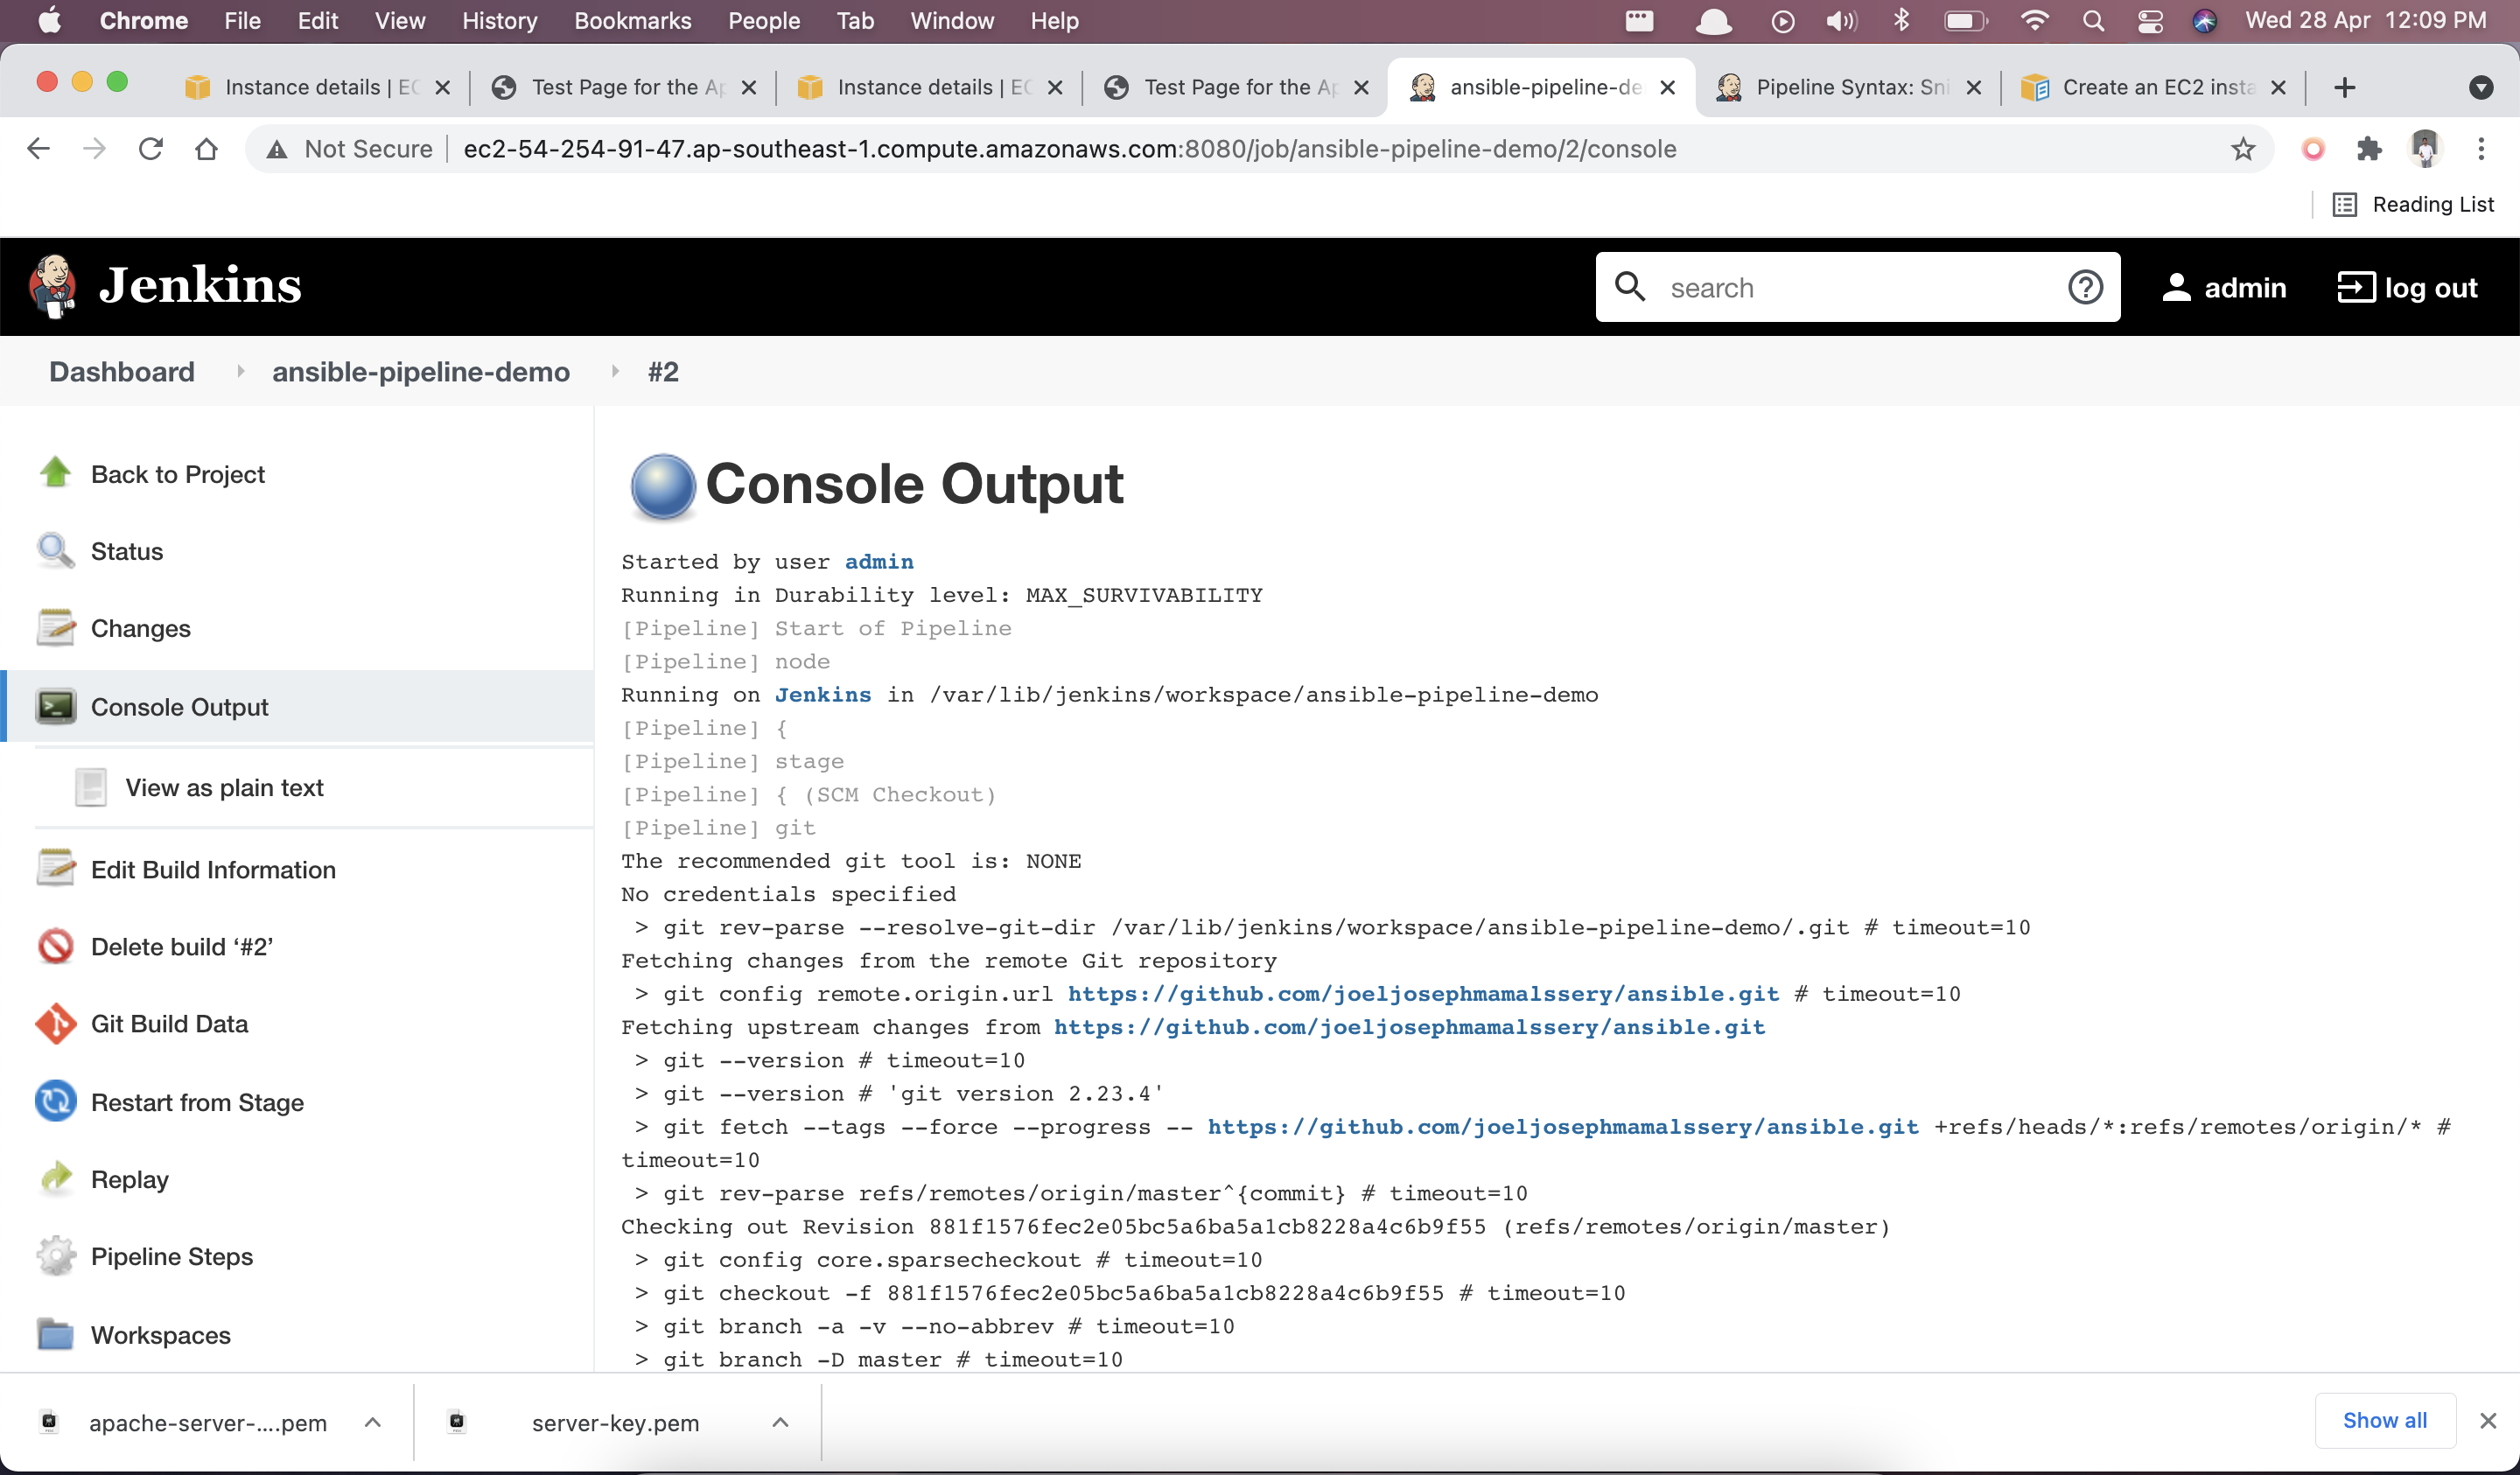 Chrome File Edit View History Bookmarks People Tab Window Help Wed 28 Apr 12:09 PM
Instance details | EC Test Page for the Ap Instance details | EC Test Page for the Ap ansible-pipeline-de Pipeline Syntax: Sni Create an EC2 insta
Not Secure ec2-54-254-91-47.ap-southeast-1.compute.amazonaws.com:8080/job/ansible-pipeline-demo/2/console
Reading List
Jenkins search admin log out
Dashboard ansible-pipeline-demo #2
Back to Project
Status
Changes
Console Output
View as plain text
Edit Build Information
Delete build ‘#2’
Git Build Data
Restart from Stage
Replay
Pipeline Steps
Workspaces
Console Output
Started by user admin
Running in Durability level: MAX_SURVIVABILITY
[Pipeline] Start of Pipeline
[Pipeline] node
Running on Jenkins in /var/lib/jenkins/workspace/ansible-pipeline-demo
[Pipeline] {
[Pipeline] stage
[Pipeline] { (SCM Checkout)
[Pipeline] git
The recommended git tool is: NONE
No credentials specified
> git rev-parse --resolve-git-dir /var/lib/jenkins/workspace/ansible-pipeline-demo/.git # timeout=10
Fetching changes from the remote Git repository
> git config remote.origin.url https://github.com/joeljosephmamalssery/ansible.git # timeout=10
Fetching upstream changes from https://github.com/joeljosephmamalssery/ansible.git
> git --version # timeout=10
> git --version # 'git version 2.23.4'
> git fetch --tags --force --progress -- https://github.com/joeljosephmamalssery/ansible.git +refs/heads/*:refs/remotes/origin/* #
timeout=10
> git rev-parse refs/remotes/origin/master^{commit} # timeout=10
Checking out Revision 881f1576fec2e05bc5a6ba5a1cb8228a4c6b9f55 (refs/remotes/origin/master)
> git config core.sparsecheckout # timeout=10
> git checkout -f 881f1576fec2e05bc5a6ba5a1cb8228a4c6b9f55 # timeout=10
> git branch -a -v --no-abbrev # timeout=10
> git branch -D master # timeout=10
apache-server-....pem server-key.pem Show all